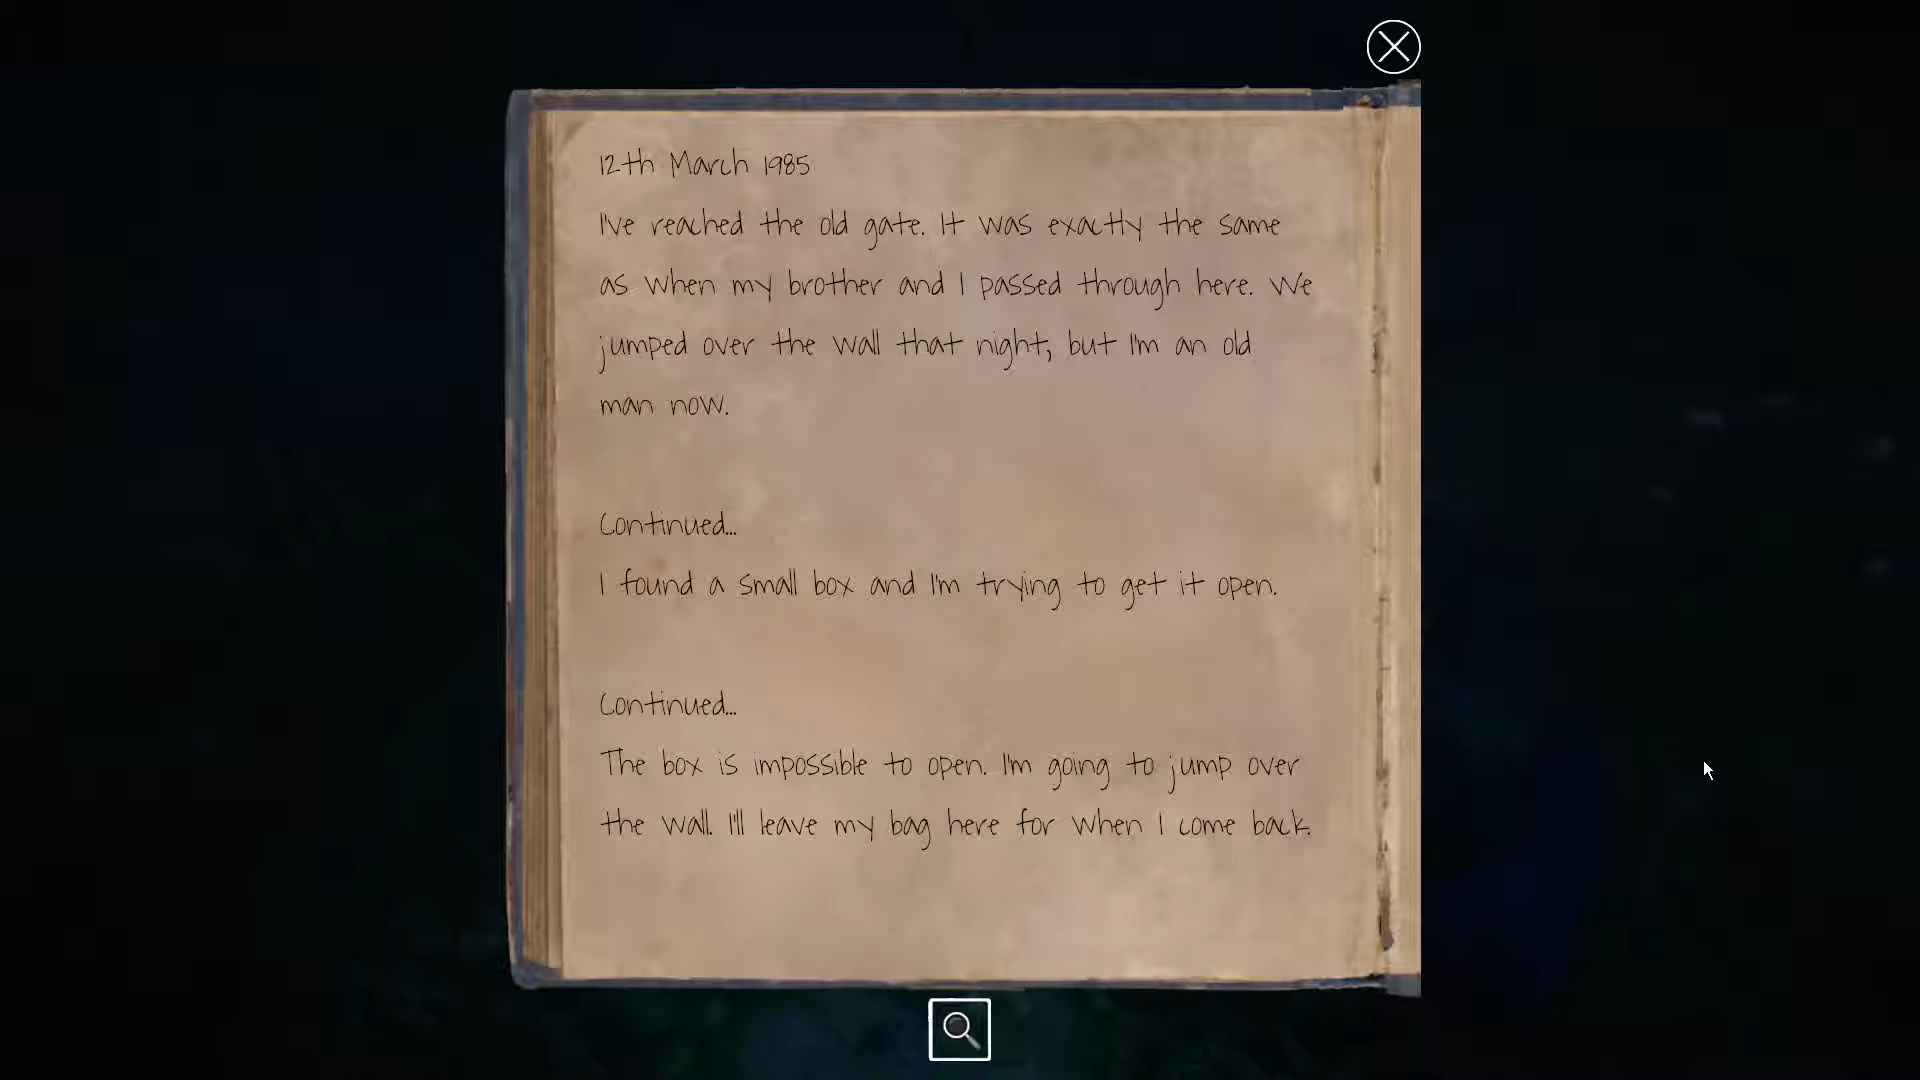 12th March 1985
I've reached the old gate. It was exactly the same
as when my brother and I passed through here. We
jumped over the wall that night, but I'm an old
man now.
Continued...
I found a small box and I'm trying to get it open.
Continued...
The box is impossible to open. I'm going to jump over
the wall. I'll leave my bag here for when I come back.